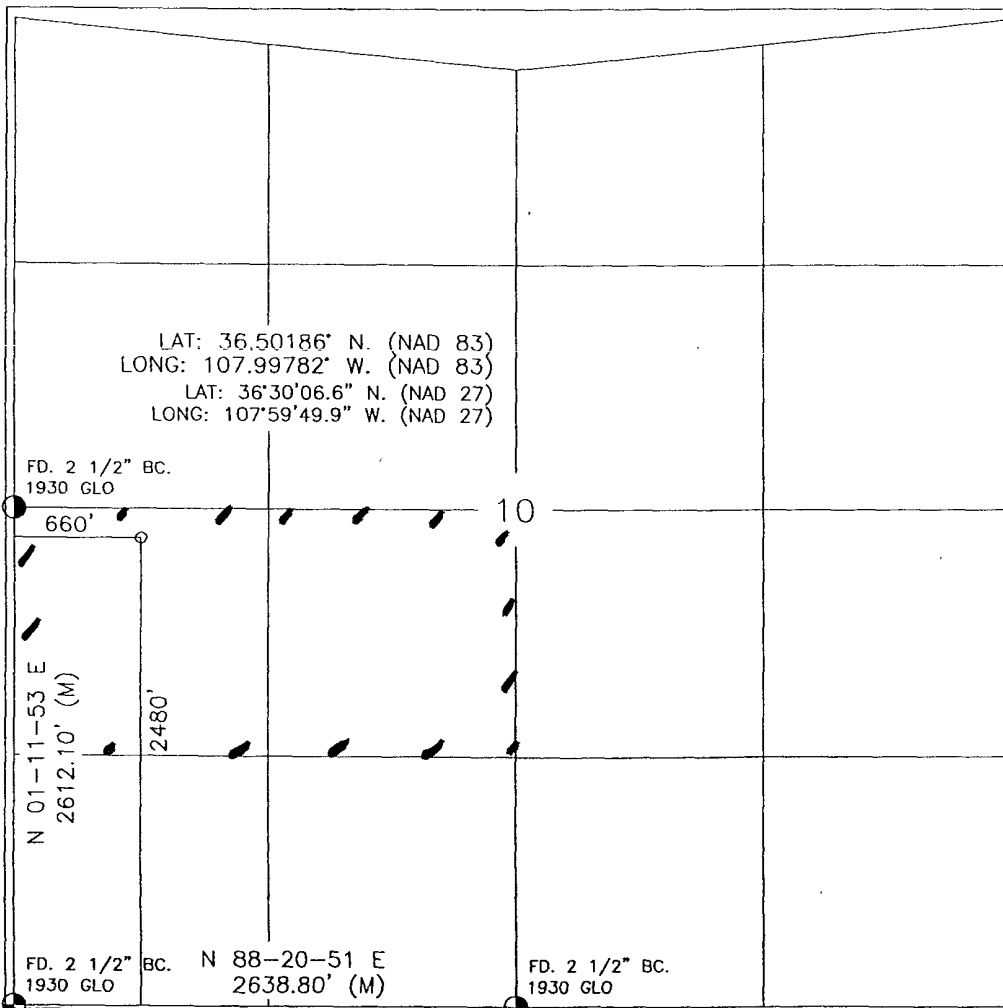 LAT: 36.50186° N. (NAD 83)
LONG: 107.99782° W. (NAD 83)
LAT: 36°30'06.6" N. (NAD 27)
LONG: 107°59'49.9" W. (NAD 27)
FD. 2 1/2" BC.
1930 GLO
10
660'
N 01-11-53 E
2612.10' (M)
2480'
FD. 2 1/2" BC.
1930 GLO
N 88-20-51 E
2638.80' (M)
FD. 2 1/2" BC.
1930 GLO